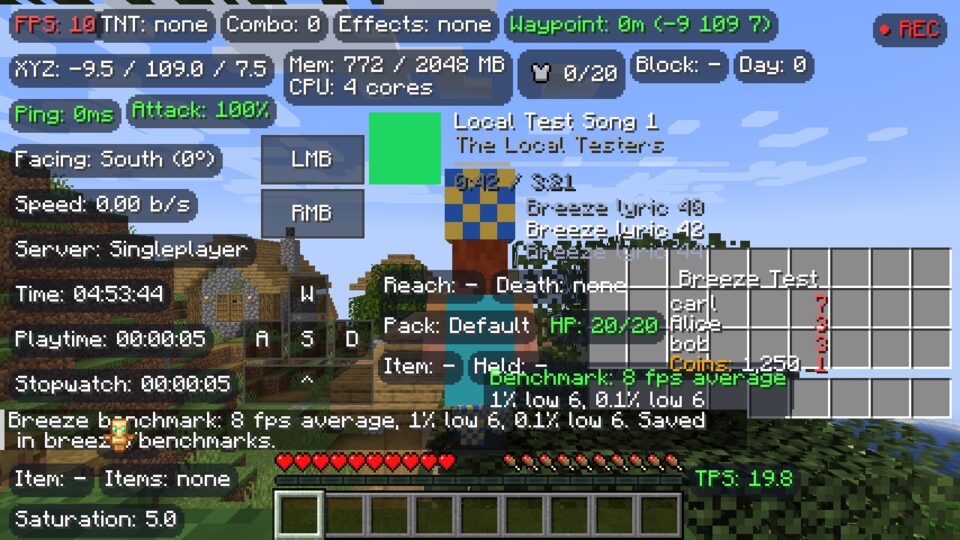 FPS: 10 TNT: none Combo: 0 Effects: none Waypoint: 0m (-9 109 7) REC
XYZ: -9.5 / 109.0 / 7.5
Mem: 772 / 2048 MB
CPU: 4 cores
0/20
Block: -
Day: 0
Ping: 0ms
Attack: 100%
Local Test Song 1
The Local Testers
0:42 / 3:21
Facing: South (0°)
LMB
Speed: 0.00 b/s
RMB
Breeze lyric 40
Breeze lyric 42
Breeze lyric 44
Server: Singleplayer
Time: 04:53:44
W
Reach: - Death: none
Breeze Test
carl 7
Alice 3
bob 3
Coins: 1,250 1
Pack: Default HP: 20/20
Playtime: 00:00:05
A S D
Item: - Held: -
Stopwatch: 00:00:05
^
Benchmark: 8 fps average
1% low 6, 0.1% low 6
Breeze benchmark: 8 fps average, 1% low 6, 0.1% low 6. Saved
in breeze benchmarks.
Item: - Items: none
TPS: 19.8
Saturation: 5.0